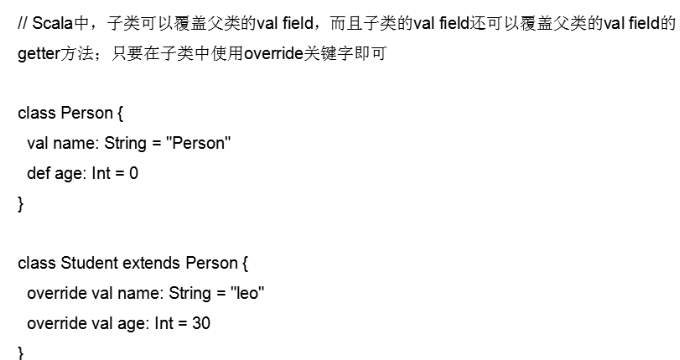 // Scala中，子类可以覆盖父类的val field，而且子类的val field还可以覆盖父类的val field的
getter方法；只要在子类中使用override关键字即可
class Person {
  val name: String = "Person"
  def age: Int = 0
}
class Student extends Person {
  override val name: String = "leo"
  override val age: Int = 30
}